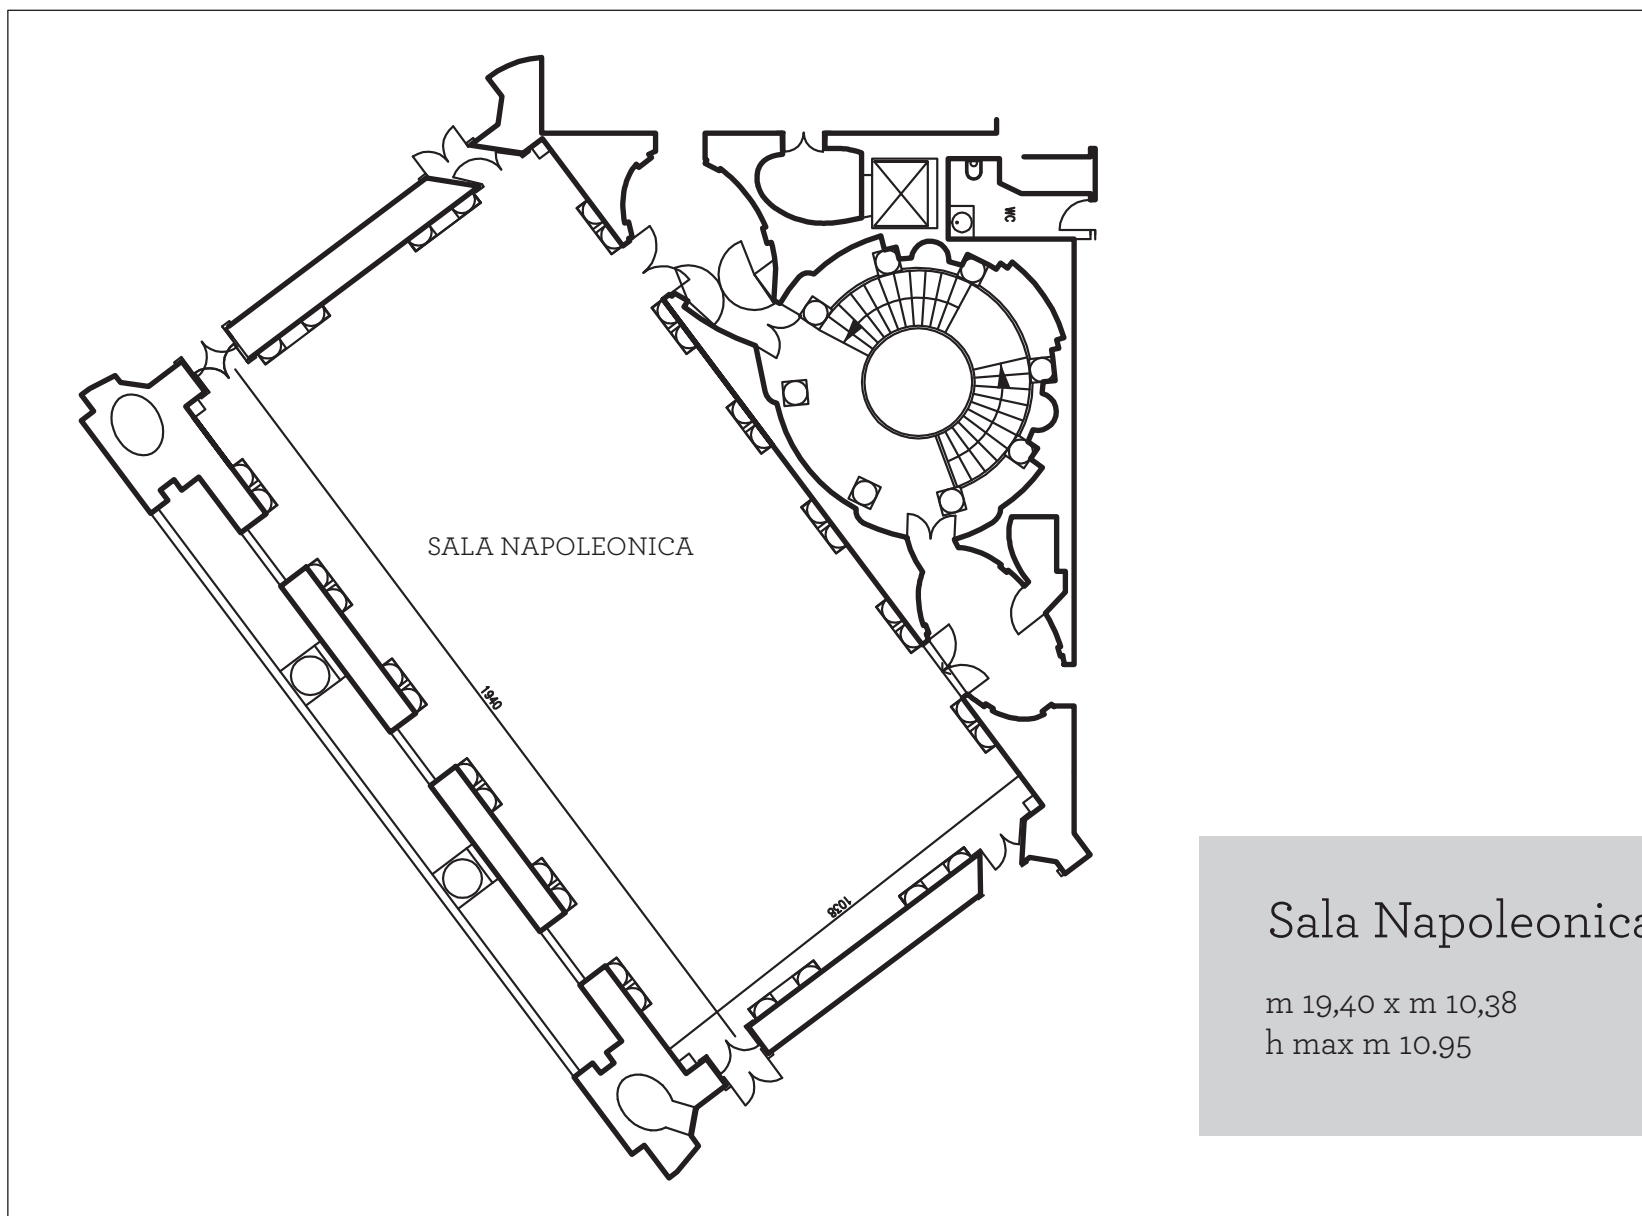 WC
SALA NAPOLEONICA
1940
1038
Sala Napoleonica
m 19,40 x m 10,38
h max m 10.95